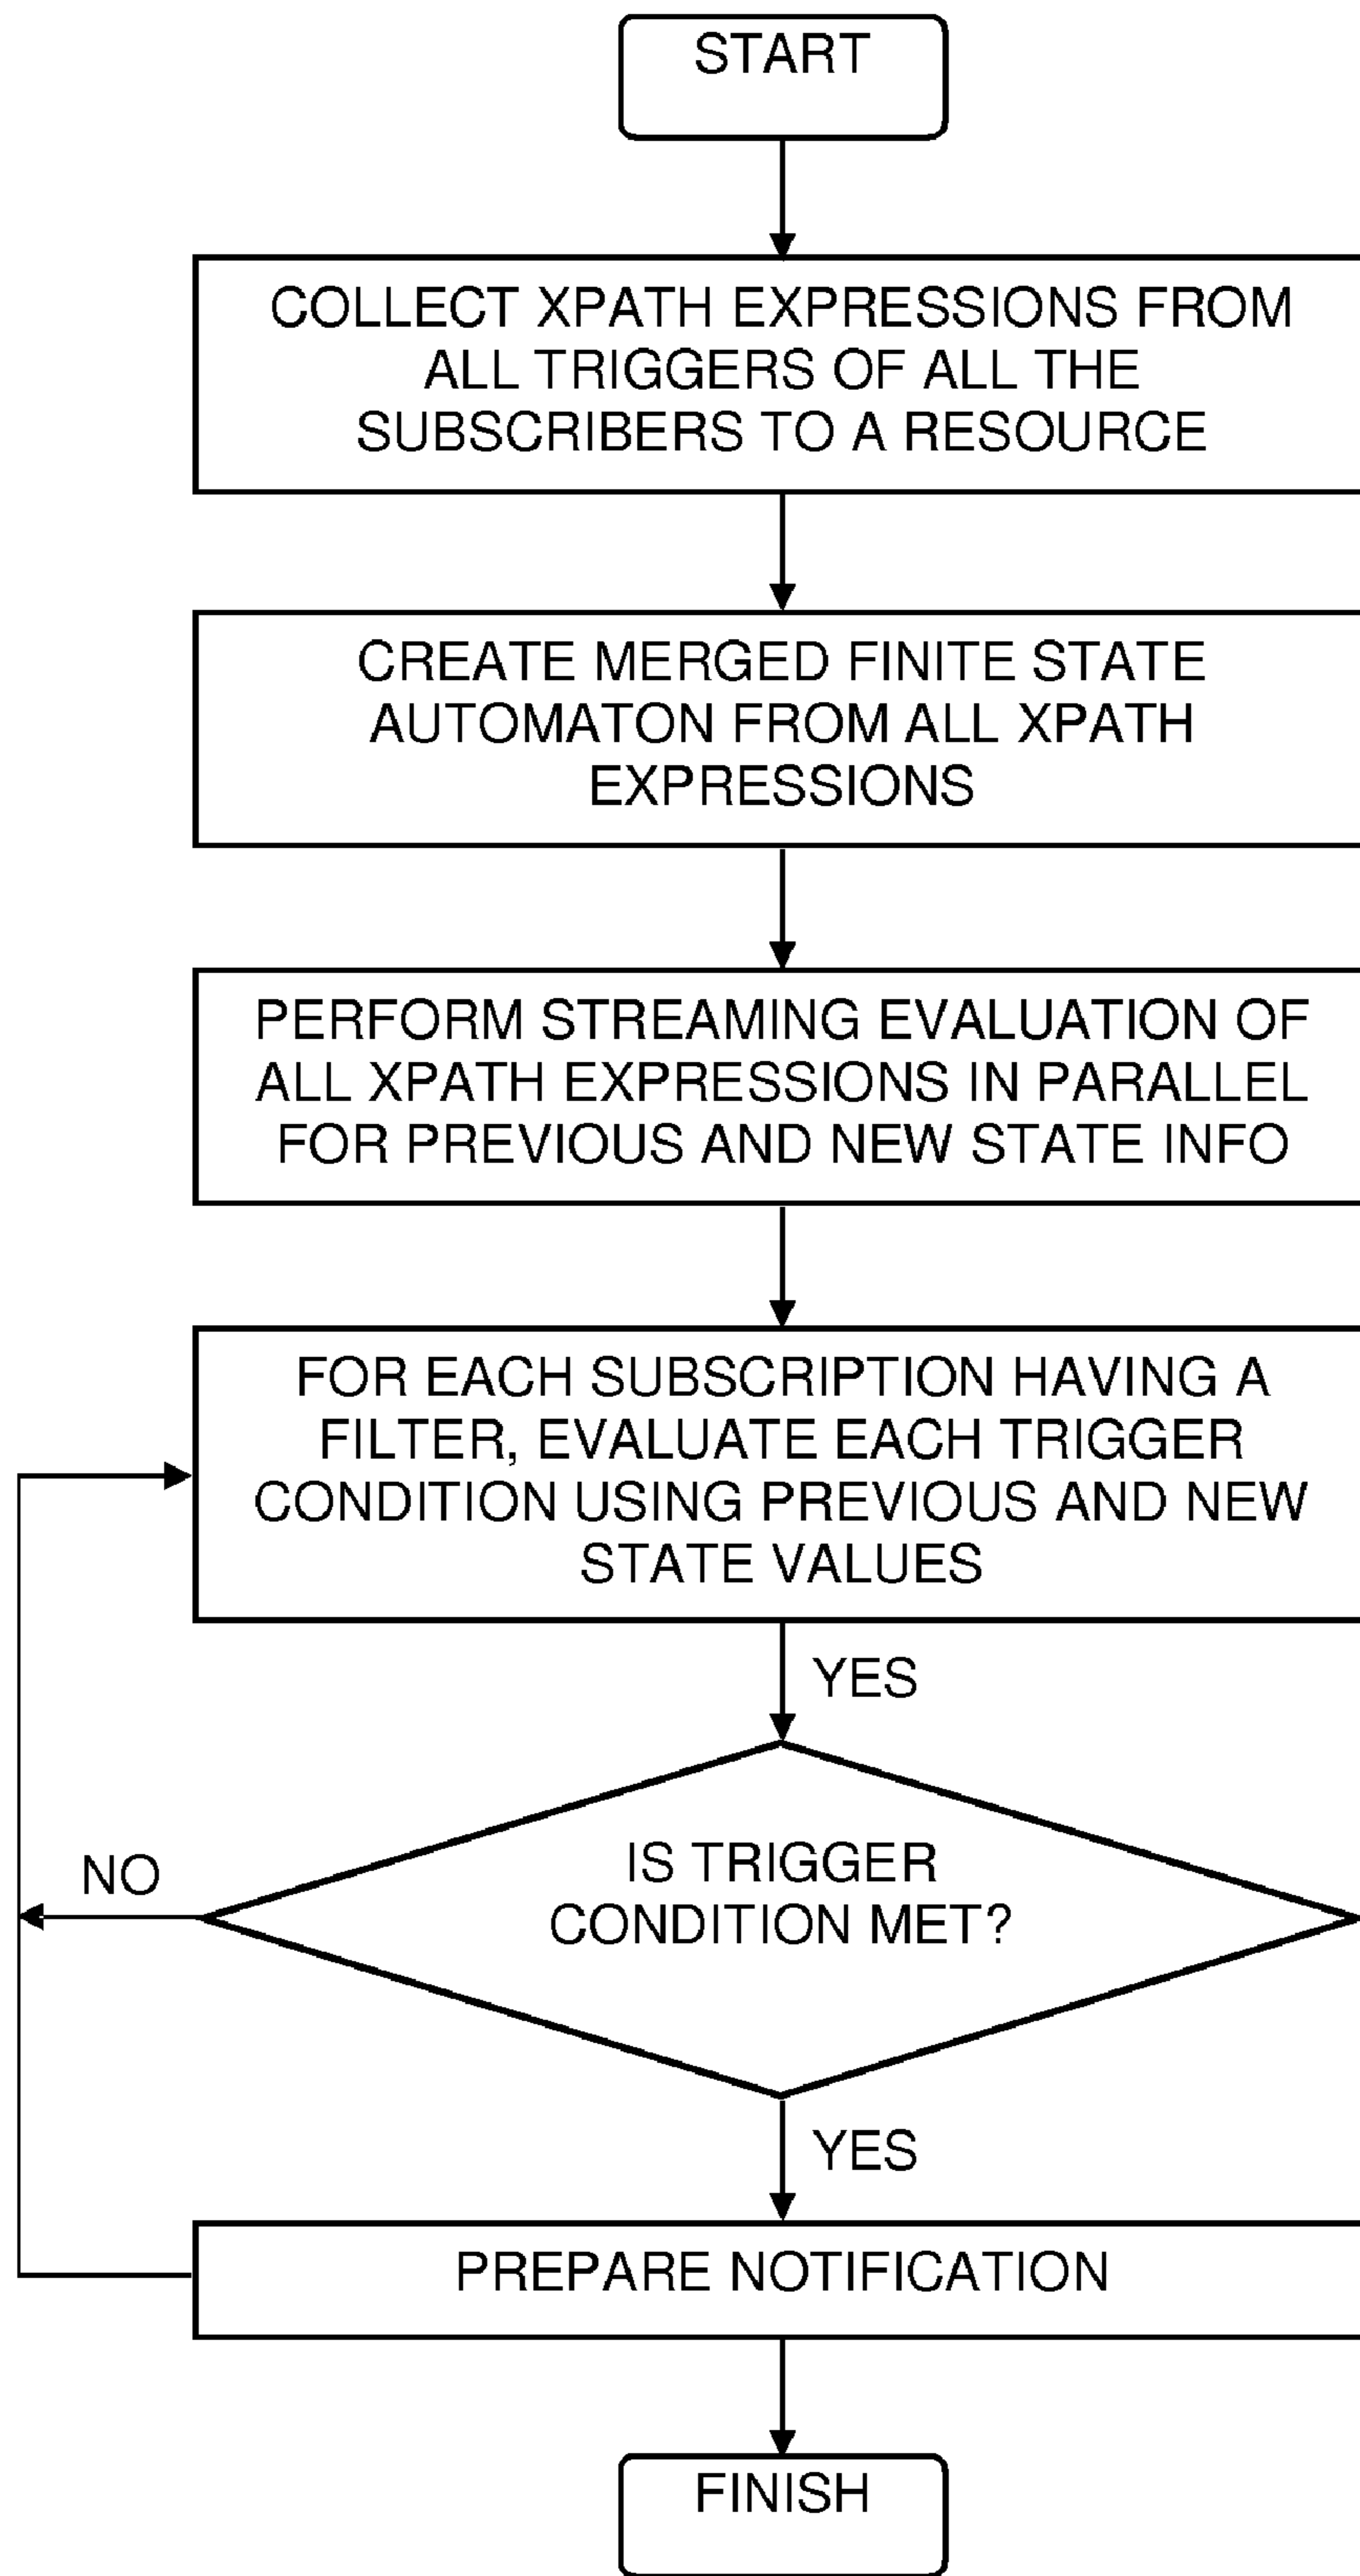 START
COLLECT XPATH EXPRESSIONS FROM
ALL TRIGGERS OF ALL THE
SUBSCRIBERS TO A RESOURCE
CREATE MERGED FINITE STATE
AUTOMATON FROM ALL XPATH
EXPRESSIONS
PERFORM STREAMING EVALUATION OF
ALL XPATH EXPRESSIONS IN PARALLEL
FOR PREVIOUS AND NEW STATE INFO
FOR EACH SUBSCRIPTION HAVING A
FILTER, EVALUATE EACH TRIGGER
CONDITION USING PREVIOUS AND NEW
STATE VALUES
YES
IS TRIGGER
CONDITION MET?
NO
YES
PREPARE NOTIFICATION
FINISH